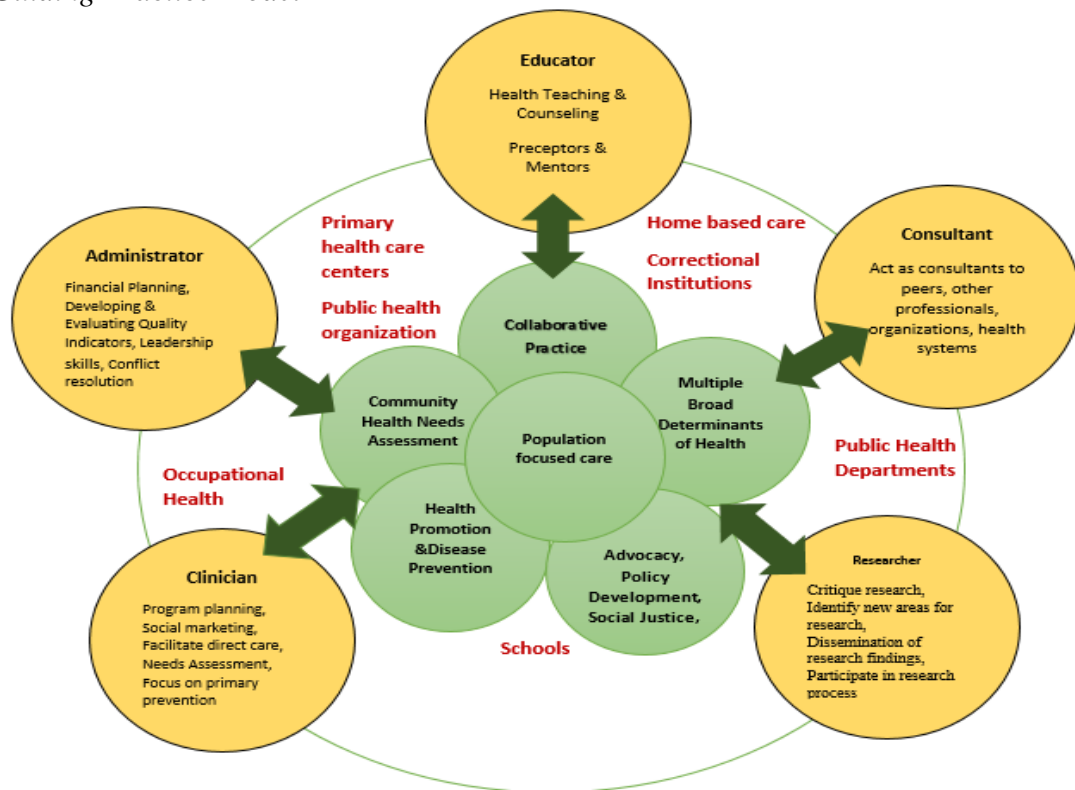 Educator
Health Teaching &
Counseling
Preceptors &
Mentors
Administrator
Financial Planning,
Developing &
Evaluating Quality
Indicators, Leadership
skills, Conflict
resolution
Primary
health care
centers
Public health
organization
Home based care
Correctional
Institutions
Consultant
Act as consultants to
peers, other
professionals,
organizations, health
systems
Collaborative
Practice
Community
Health Needs
Assessment
Multiple
Broad
Determinants
of Health
Population
focused care
Occupational
Health
Public Health
Departments
Health
Promotion
&Disease
Prevention
Advocacy,
Policy
Development,
Social Justice,
Clinician
Program planning,
Social marketing,
Facilitate direct care,
Needs Assessment,
Focus on primary
prevention
Schools
Researcher
Critique research,
Identify new areas for
research,
Dissemination of
research findings,
Participate in research
process